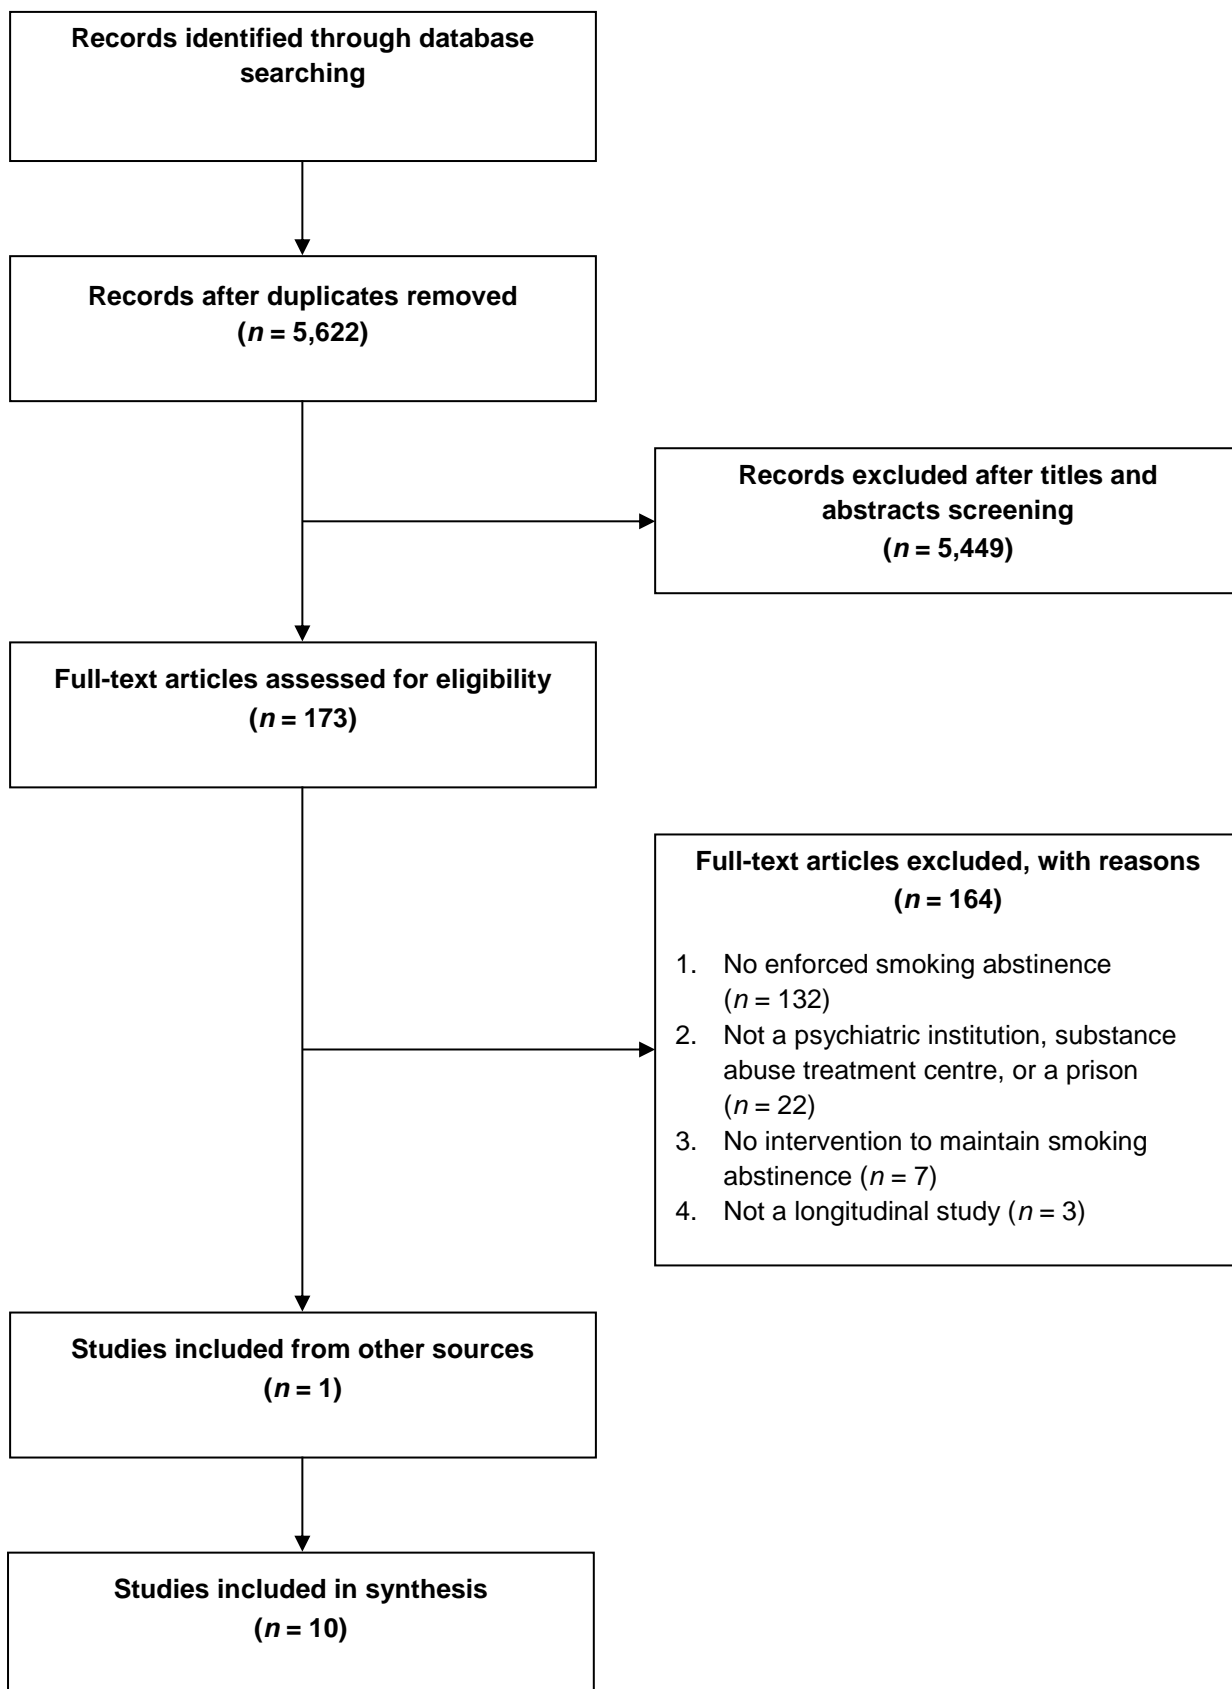 Records identified through database
searching
Records after duplicates removed
(n = 5,622)
Records excluded after titles and
abstracts screening
(n = 5,449)
Full-text articles assessed for eligibility
(n = 173)
Full-text articles excluded, with reasons
(n = 164)
1. No enforced smoking abstinence
(n = 132)
2. Not a psychiatric institution, substance
abuse treatment centre, or a prison
(n = 22)
3. No intervention to maintain smoking
abstinence (n = 7)
4. Not a longitudinal study (n = 3)
Studies included from other sources
(n = 1)
Studies included in synthesis
(n = 10)